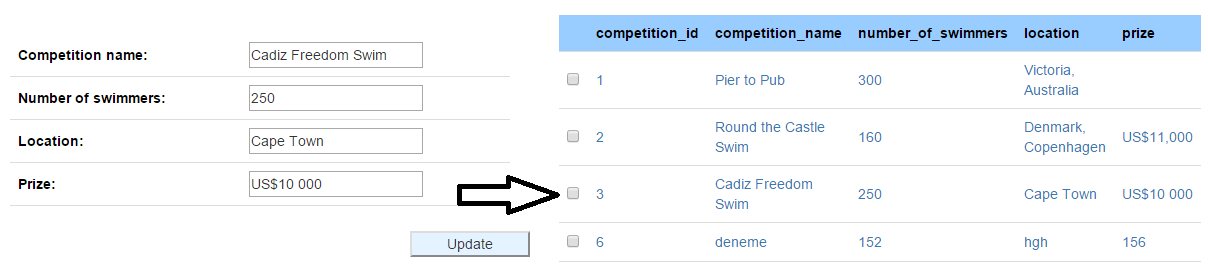 Competition name: Cadiz Freedom Swim
Number of swimmers: 250
Location: Cape Town
Prize: US$10 000
Update
competition_id competition_name number_of_swimmers location prize
1 Pier to Pub 300 Victoria,
Australia
2 Round the Castle
Swim 160 Denmark,
Copenhagen US$11,000
3 Cadiz Freedom
Swim 250 Cape Town US$10 000
6 deneme 152 hgh 156